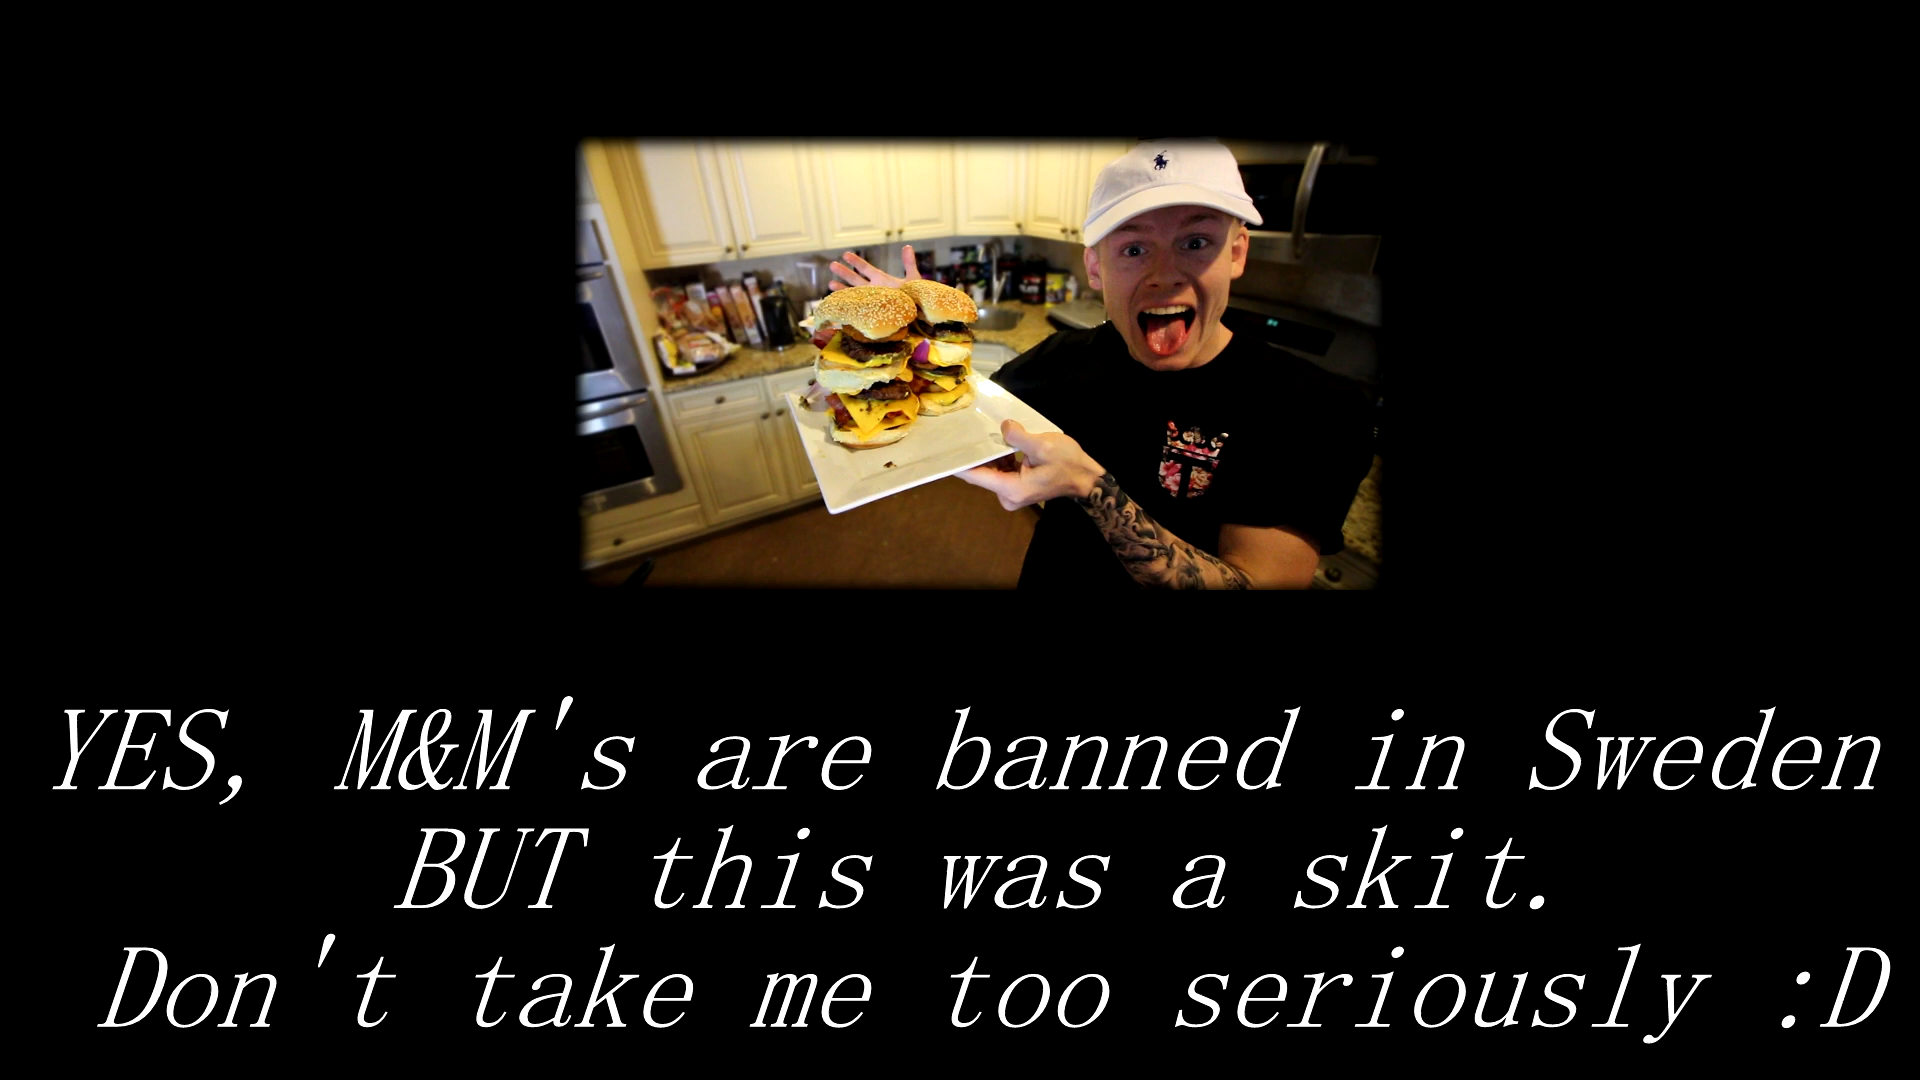 YES, M&M's are banned in Sweden
BUT this was a skit.
Don't take me too seriously :D